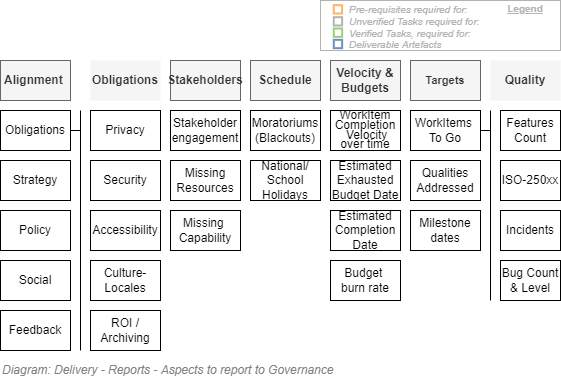 Pre-requisites required for:
Legend
Unverified Tasks required for:
Verified Tasks, required for:
Deliverable Artefacts
Alignment
Obligations
Stakeholders
Schedule
Velocity &
Budgets
Targets
Quality
Obligations
Privacy
Stakeholder
engagement
Moratoriums
(Blackouts)
WorkItem
Completion
Velocity
over time
WorkItems
To Go
Features
Count
Strategy
Security
Missing
Resources
National/
School
Holidays
Estimated
Exhausted
Budget Date
Qualities
Addressed
ISO-250xx
Policy
Accessibility
Missing
Capability
Estimated
Completion
Date
Milestone
dates
Incidents
Social
Culture-
Locales
Budget
burn rate
Bug Count
& Level
Feedback
ROI /
Archiving
Diagram: Delivery - Reports - Aspects to report to Governance